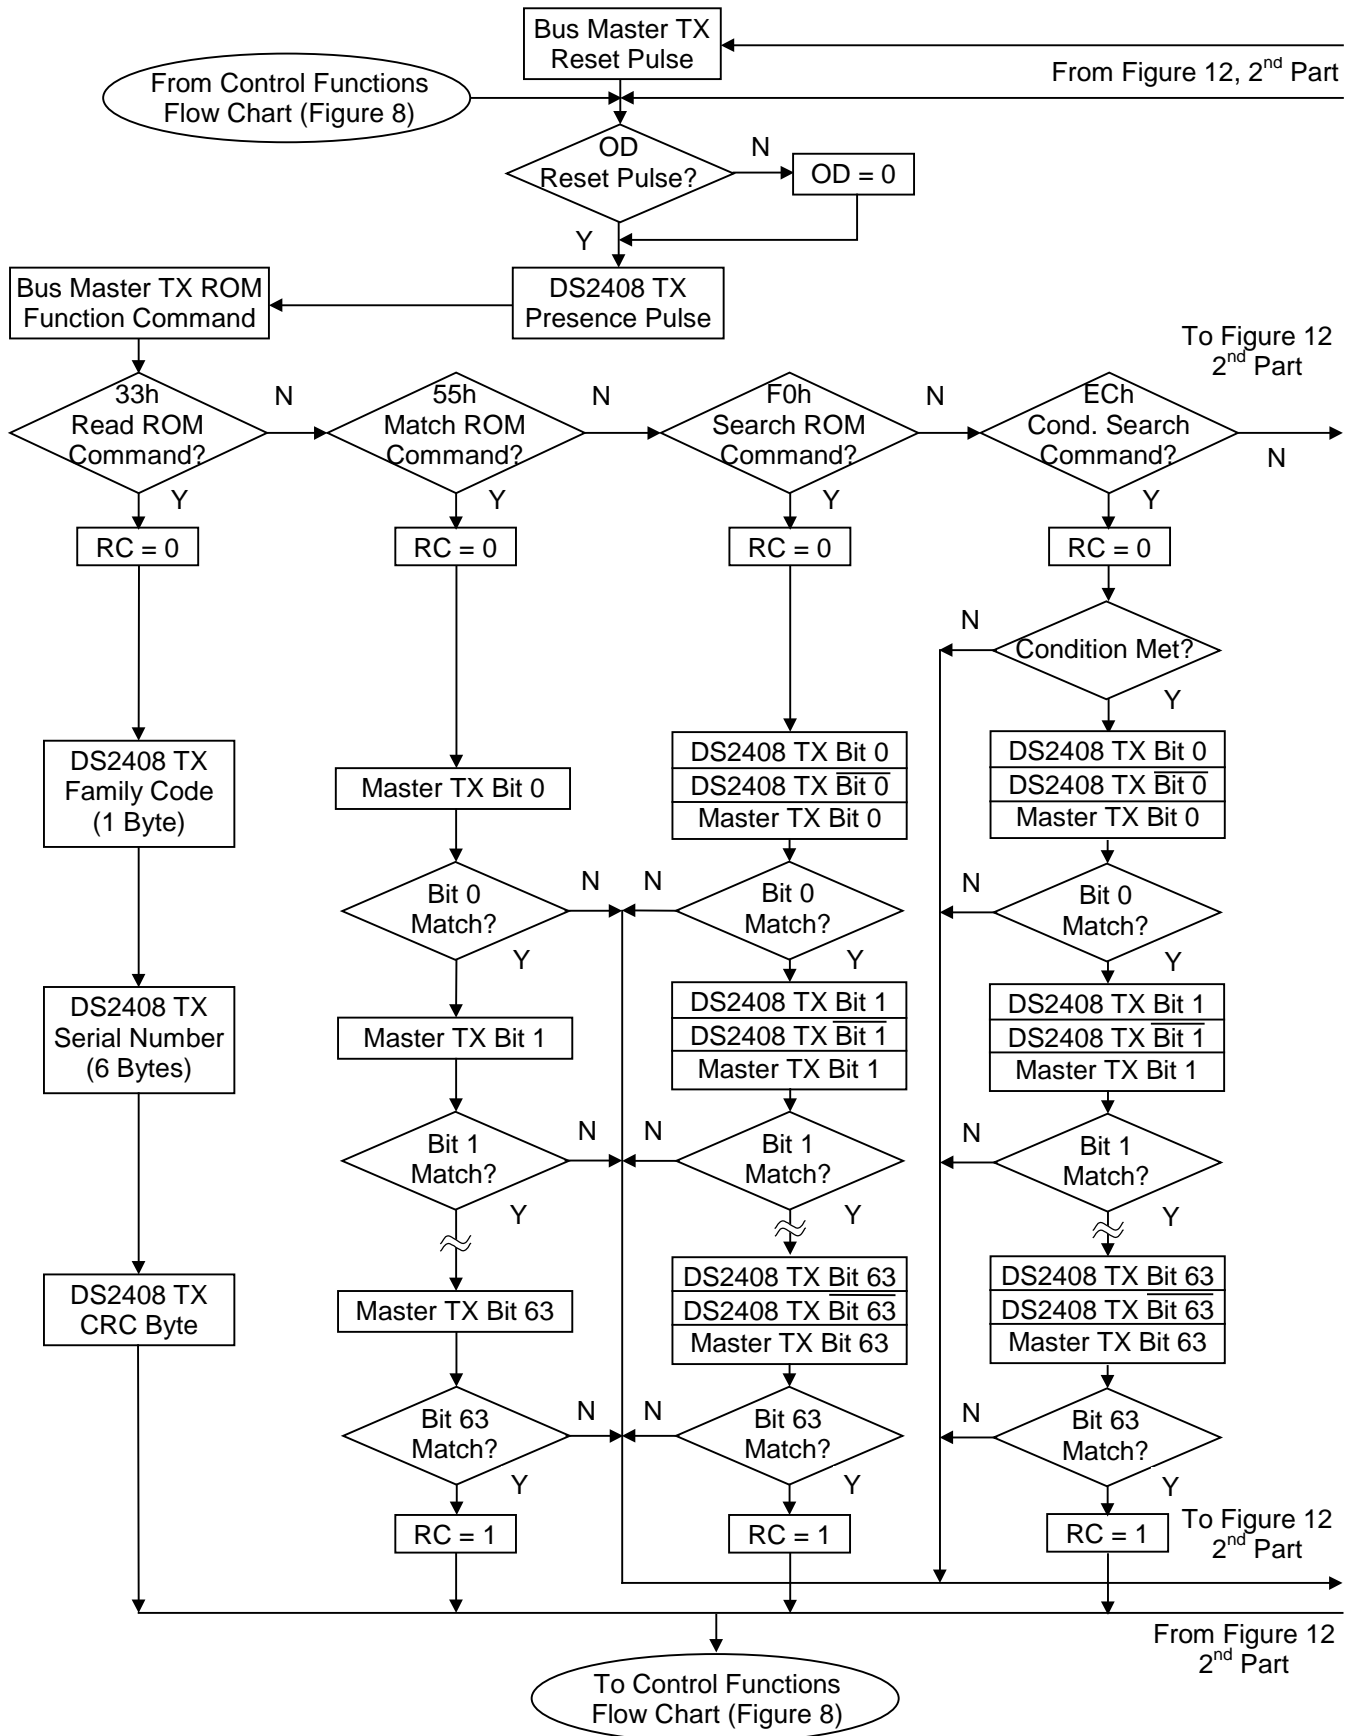 Bus Master TX
Reset Pulse
From Figure 12, 2nd Part
From Control Functions
Flow Chart (Figure 8)
OD
Reset Pulse?
N
OD = 0
Y
Bus Master TX ROM
Function Command
DS2408 TX
Presence Pulse
To Figure 12
2nd Part
33h
Read ROM
Command?
N
55h
Match ROM
Command?
N
F0h
Search ROM
Command?
N
ECh
Cond. Search
Command?
N
Y
Y
Y
Y
RC = 0
RC = 0
RC = 0
RC = 0
N
Condition Met?
Y
DS2408 TX
Family Code
(1 Byte)
Master TX Bit 0
DS2408 TX Bit 0
DS2408 TX Bit 0
Master TX Bit 0
DS2408 TX Bit 0
DS2408 TX Bit 0
Master TX Bit 0
Bit 0
Match?
N
N
Bit 0
Match?
N
Bit 0
Match?
Y
Y
Y
DS2408 TX
Serial Number
(6 Bytes)
Master TX Bit 1
DS2408 TX Bit 1
DS2408 TX Bit 1
Master TX Bit 1
DS2408 TX Bit 1
DS2408 TX Bit 1
Master TX Bit 1
Bit 1
Match?
N
N
Bit 1
Match?
N
Bit 1
Match?
Y
Y
Y
DS2408 TX
CRC Byte
Master TX Bit 63
DS2408 TX Bit 63
DS2408 TX Bit 63
Master TX Bit 63
DS2408 TX Bit 63
DS2408 TX Bit 63
Master TX Bit 63
Bit 63
Match?
N
N
Bit 63
Match?
N
Bit 63
Match?
Y
Y
Y
RC = 1
RC = 1
RC = 1
To Figure 12
2nd Part
From Figure 12
2nd Part
To Control Functions
Flow Chart (Figure 8)